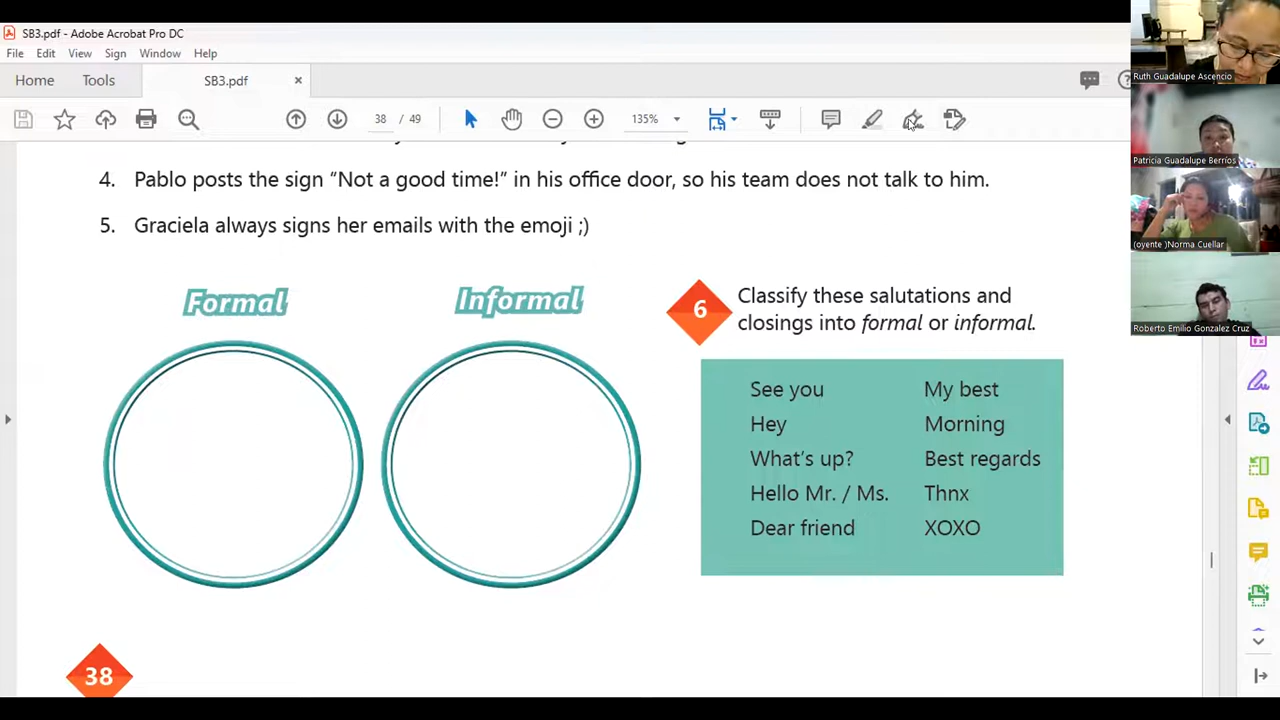 SB3.pdf - Adobe Acrobat Pro DC
File Edit View Sign Window Help
Home Tools SB3.pdf ×
38 / 49 135%
4. Pablo posts the sign “Not a good time!” in his office door, so his team does not talk to him.
5. Graciela always signs her emails with the emoji ;)
Formal
Informal
6 Classify these salutations and
closings into formal or informal.
See you My best
Hey Morning
What’s up? Best regards
Hello Mr. / Ms. Thnx
Dear friend XOXO
38
Ruth Guadalupe Ascencio
Patricia Guadalupe Berríos
(oyente )Norma Cuellar
Roberto Emilio Gonzalez Cruz